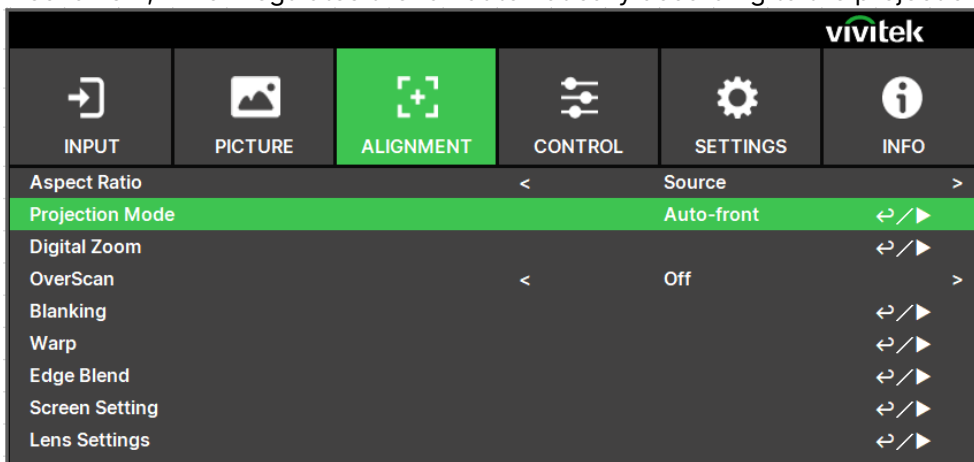 vivitek
INPUT PICTURE ALIGNMENT CONTROL SETTINGS INFO
Aspect Ratio < Source >
Projection Mode Auto-front ↩/▶
Digital Zoom ↩/▶
OverScan < Off >
Blanking ↩/▶
Warp ↩/▶
Edge Blend ↩/▶
Screen Setting ↩/▶
Lens Settings ↩/▶